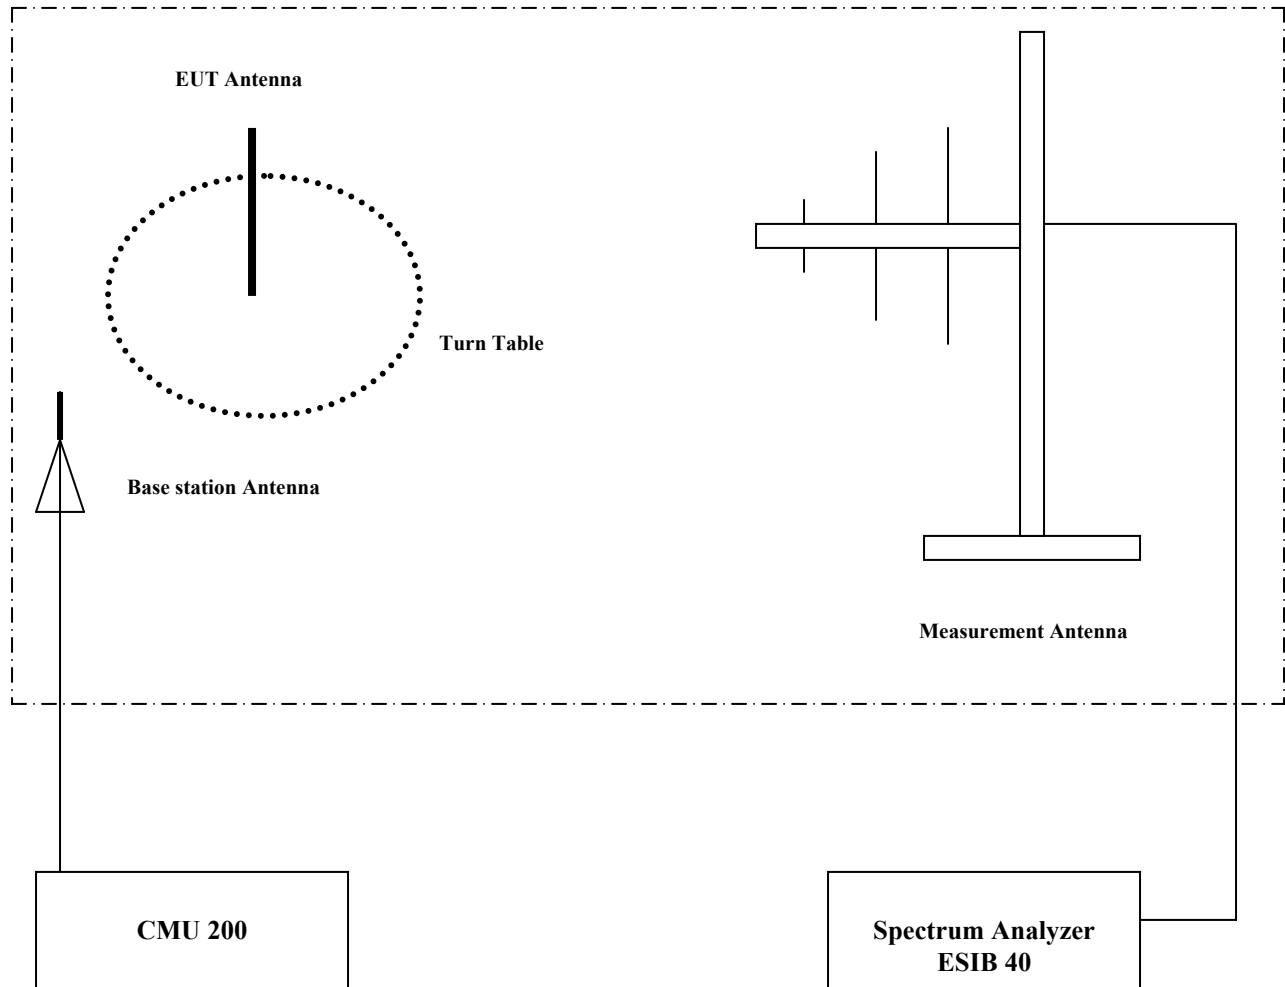 EUT Antenna
Turn Table
Base station Antenna
Measurement Antenna
CMU 200
Spectrum Analyzer
ESIB 40